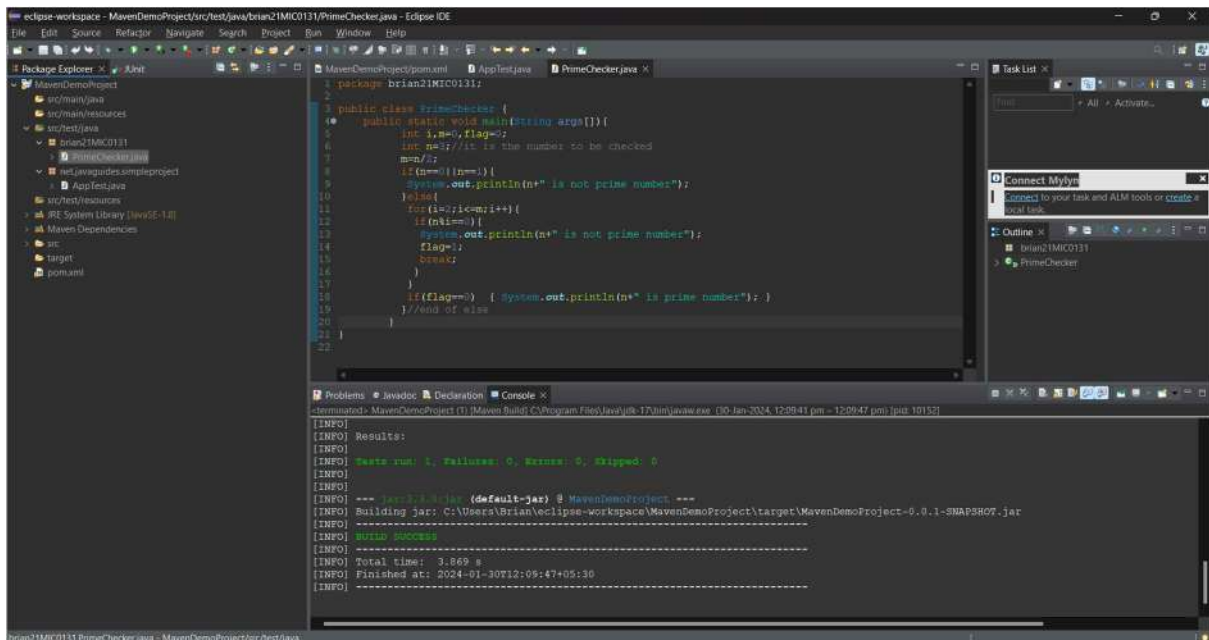 eclipse-workspace - MavenDemoProject/src/test/java/brian21MIC0131/PrimeChecker.java - Eclipse IDE
File Edit Source Refactor Navigate Search Project Run Window Help
Package Explorer JUnit
MavenDemoProject
src/main/java
src/main/resources
src/test/java
brian21MIC0131
PrimeChecker.java
net.javaguides.simpleproject
AppTest.java
src/test/resources
JRE System Library [JavaSE-1.8]
Maven Dependencies
src
target
pom.xml
MavenDemoProject/pom.xml AppTest.java PrimeChecker.java
1 package brian21MIC0131;
2
3 public class PrimeChecker {
4 public static void main(String args[]){
5 int i,m=0,flag=0;
6 int n=3;//it is the number to be checked
7 m=n/2;
8 if(n==0||n==1){
9 System.out.println(n+" is not prime number");
10 }else{
11 for(i=2;i<=m;i++){
12 if(n%i==0){
13 System.out.println(n+" is not prime number");
14 flag=1;
15 break;
16 }
17 }
18 if(flag==0) { System.out.println(n+" is prime number"); }
19 }//end of else
20 }
21 }
22
Task List
Find All Activate...
Connect Mylyn
Connect to your task and ALM tools or create a
local task.
Outline
brian21MIC0131
PrimeChecker
Problems Javadoc Declaration Console
<terminated> MavenDemoProject (1) [Maven Build] C:\Program Files\Java\jdk-17\bin\javaw.exe (30-Jan-2024, 12:09:41 pm – 12:09:47 pm) [pid: 10152]
[INFO]
[INFO] Results:
[INFO]
[INFO] Tests run: 1, Failures: 0, Errors: 0, Skipped: 0
[INFO]
[INFO]
[INFO] --- (default-jar) @ MavenDemoProject ---
[INFO] Building jar: C:\Users\Brian\eclipse-workspace\MavenDemoProject\target\MavenDemoProject-0.0.1-SNAPSHOT.jar
[INFO] ------------------------------------------------------------------------
[INFO] BUILD SUCCESS
[INFO] ------------------------------------------------------------------------
[INFO] Total time: 3.869 s
[INFO] Finished at: 2024-01-30T12:09:47+05:30
[INFO] ------------------------------------------------------------------------
brian21MIC0131.PrimeChecker.java - MavenDemoProject/src/test/java